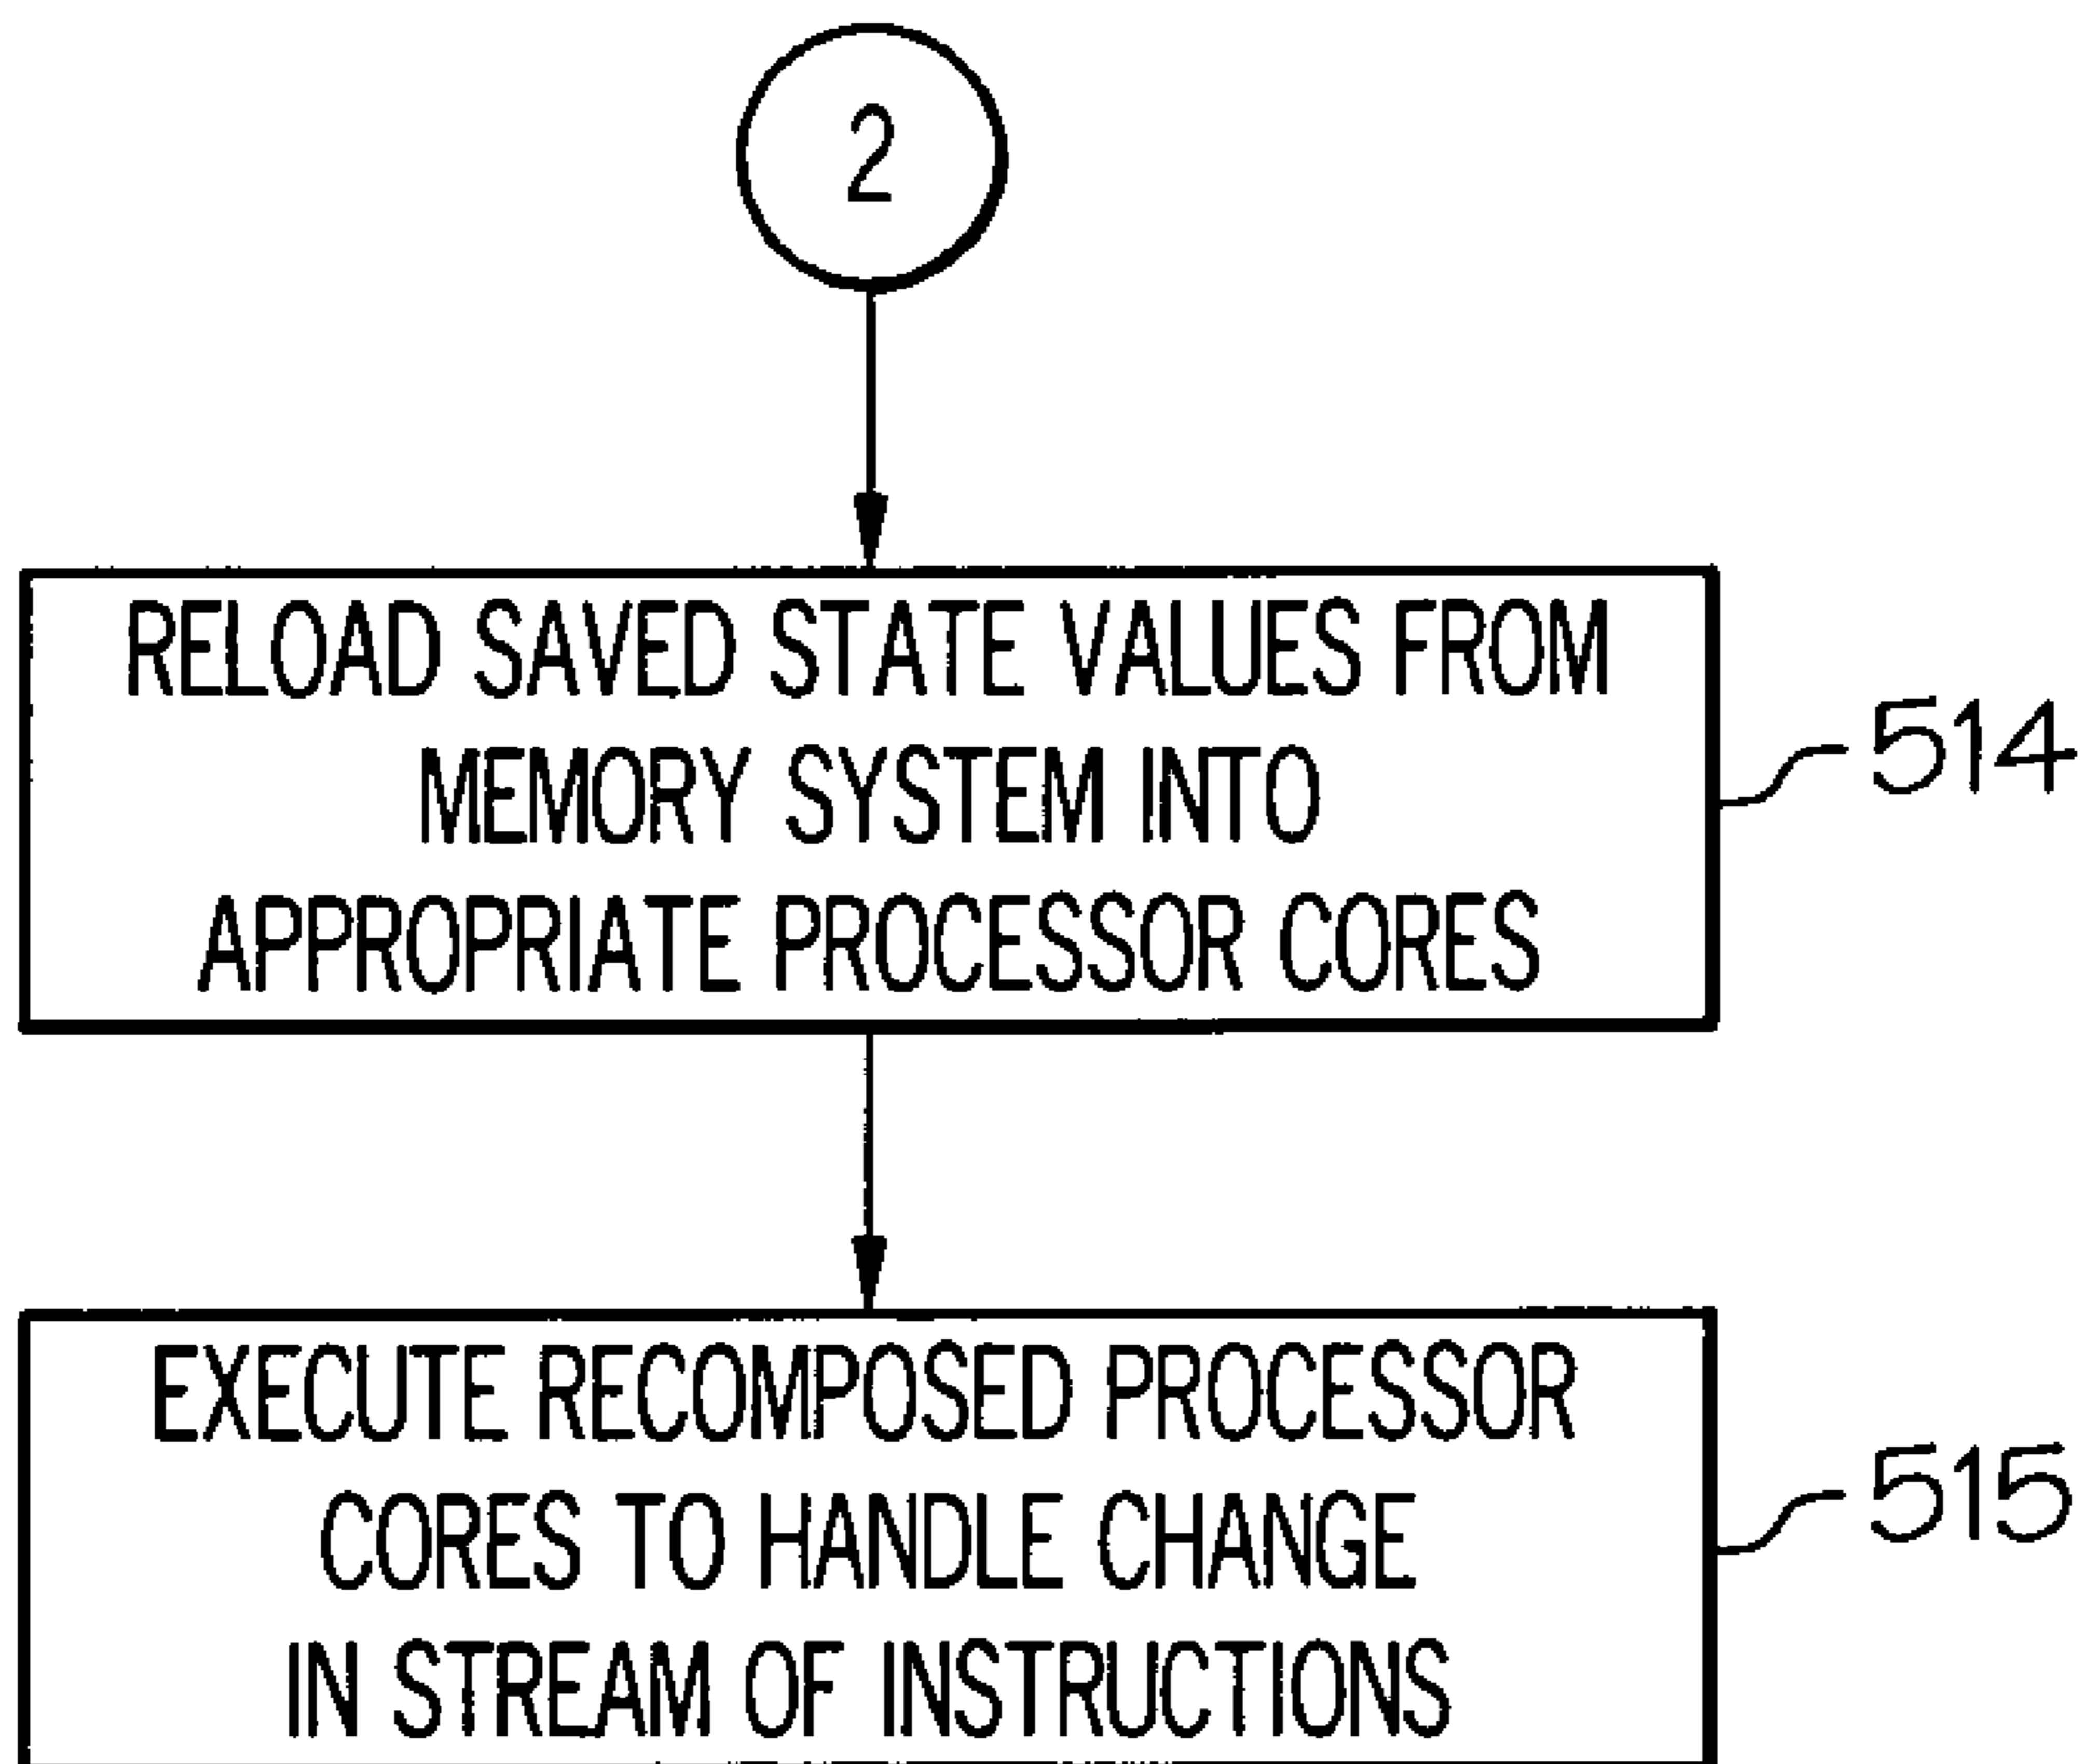 2
RELOAD SAVED STATE VALUES FROM
MEMORY SYSTEM INTO
APPROPRIATE PROCESSOR CORES
514
EXECUTE RECOMPOSED PROCESSOR
CORES TO HANDLE CHANGE
IN STREAM OF INSTRUCTIONS
515